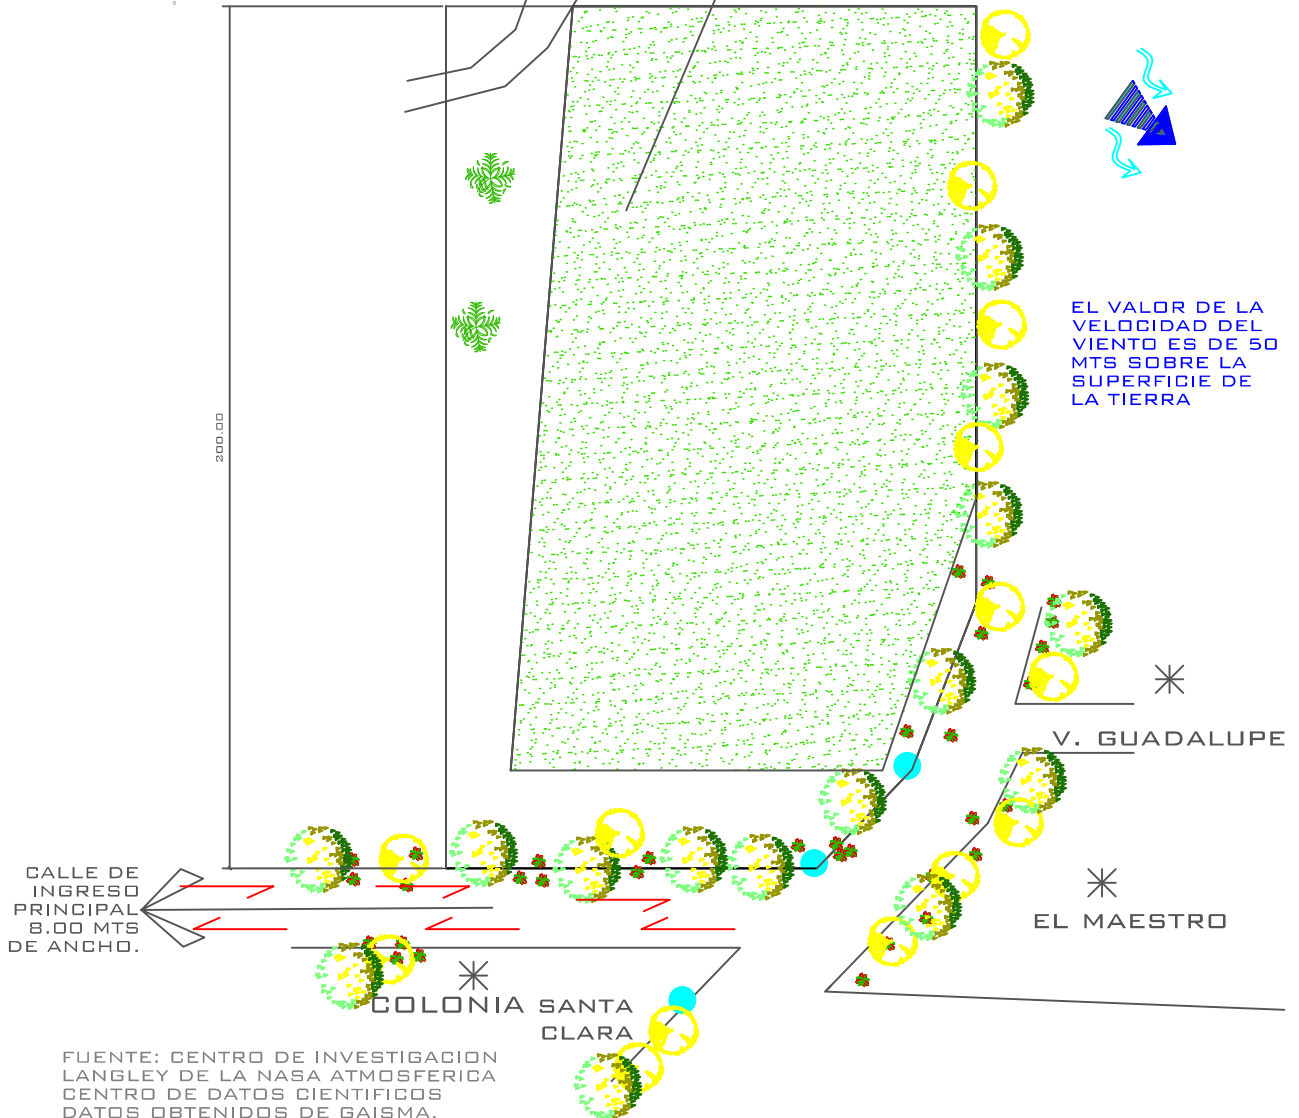 EL VALOR DE LA
VELOCIDAD DEL
VIENTO ES DE 50
MTS SOBRE LA
SUPERFICIE DE
LA TIERRA
200.00
V. GUADALUPE
CALLE DE
INGRESO
PRINCIPAL
8.00 MTS
DE ANCHO.
EL MAESTRO
COLONIA SANTA
CLARA
FUENTE: CENTRO DE INVESTIGACION
LANGLEY DE LA NASA ATMOSFERICA
CENTRO DE DATOS CIENTIFICOS
DATOS OBTENIDOS DE GAISMA.